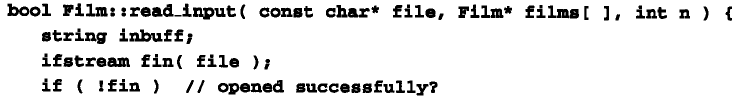 bool Film::read_input( const char* file, Film* films[ ], int n ) {
string inbuff;
ifstream fin( file );
if ( !fin ) // opened successfully?